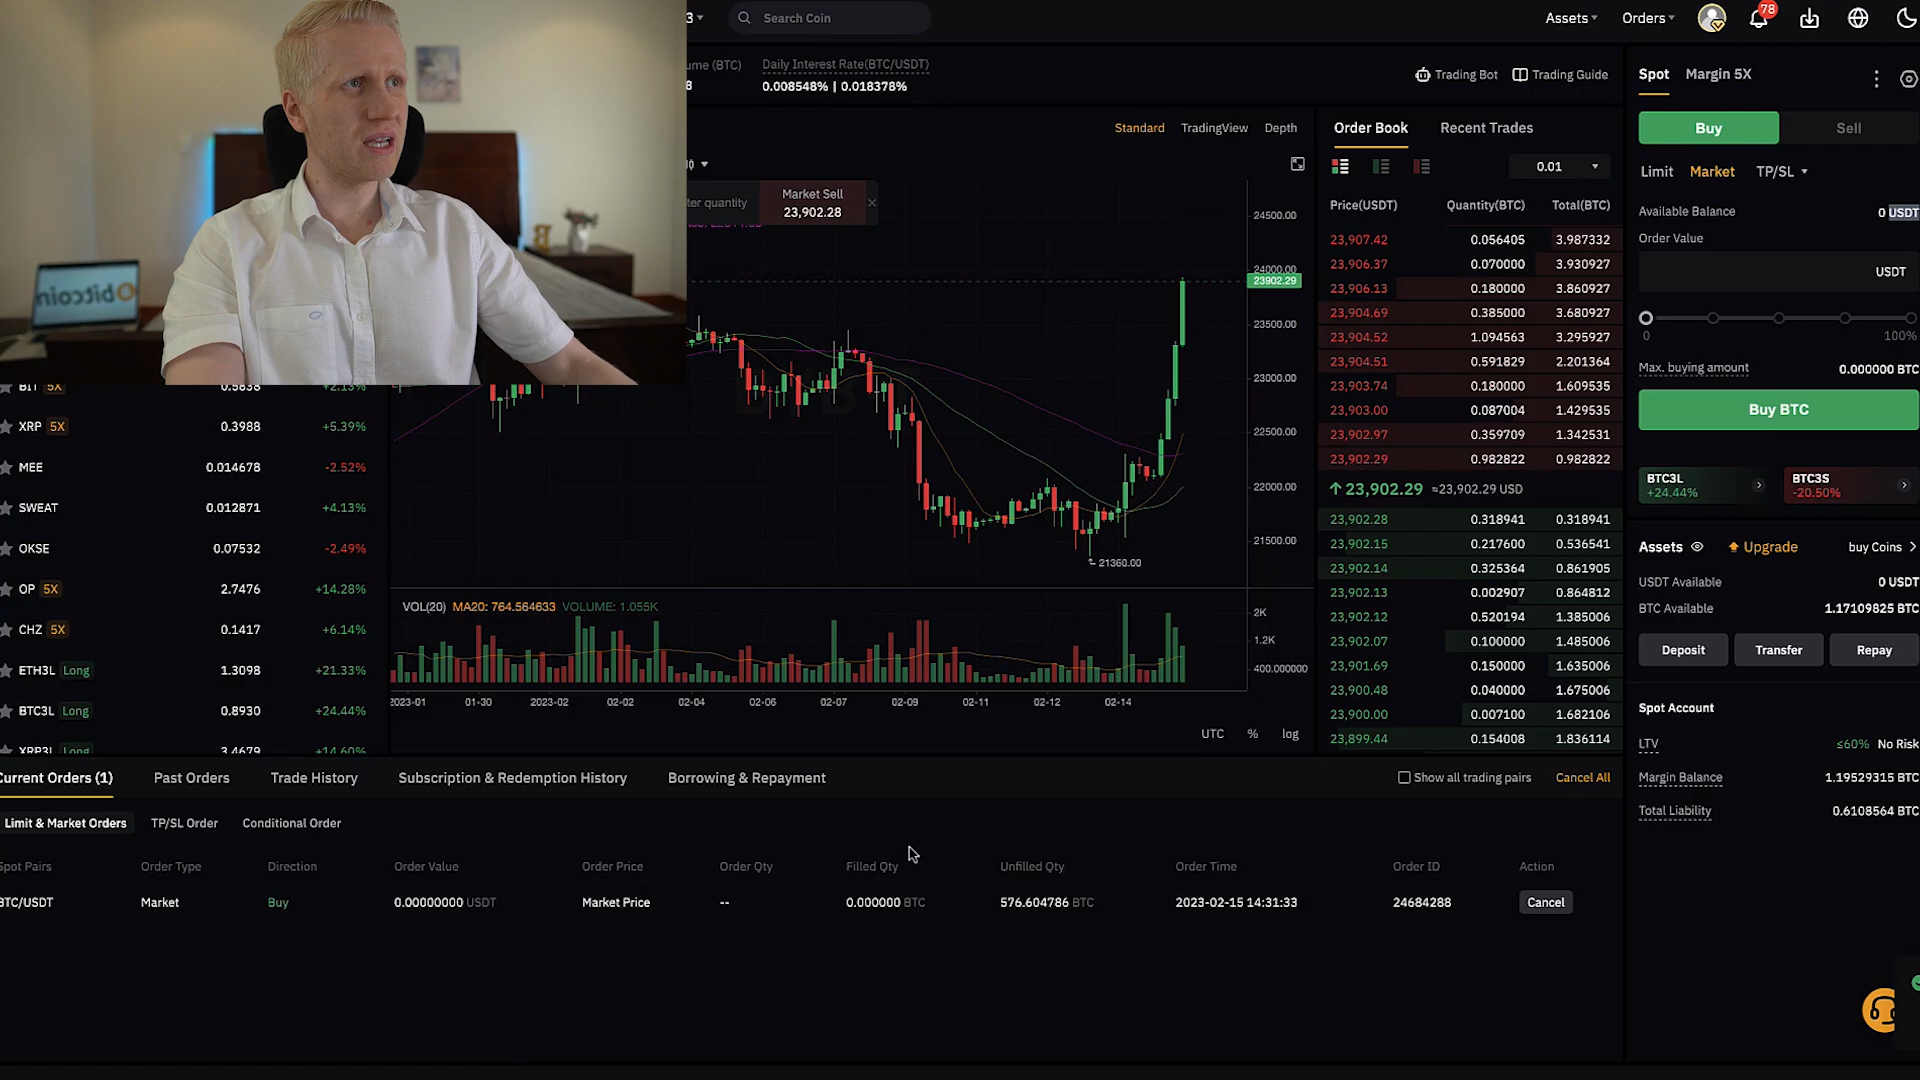 3
Search Coin
Assets
Orders
78
ume (BTC)
8
Daily Interest Rate(BTC/USDT)
0.008548% | 0.018378%
Trading Bot
Trading Guide
Standard
TradingView
Depth
ter quantity
Market Sell
23,902.28
24500.00
24000.00
23902.29
23500.00
23000.00
22500.00
22000.00
21500.00
21360.00
VOL(20) MA20: 764.564633 VOLUME: 1.055K
2K
1.2K
400.000000
2023-01
01-30
2023-02
02-02
02-04
02-06
02-07
02-09
02-11
02-12
02-14
UTC
%
log
bitcoin
BIT 5X 0.5838 +2.13%
XRP 5X 0.3988 +5.39%
MEE 0.014678 -2.52%
SWEAT 0.012871 +4.13%
OKSE 0.07532 -2.49%
OP 5X 2.7476 +14.28%
CHZ 5X 0.1417 +6.14%
ETH3L Long 1.3098 +21.33%
BTC3L Long 0.8930 +24.44%
XRP3L Long 3.4679 +14.60%
Order Book
Recent Trades
0.01
Price(USDT) Quantity(BTC) Total(BTC)
23,907.42 0.056405 3.987332
23,906.37 0.070000 3.930927
23,906.13 0.180000 3.860927
23,904.69 0.385000 3.680927
23,904.52 1.094563 3.295927
23,904.51 0.591829 2.201364
23,903.74 0.180000 1.609535
23,903.00 0.087004 1.429535
23,902.97 0.359709 1.342531
23,902.29 0.982822 0.982822
23,902.29 ≈23,902.29 USD
23,902.28 0.318941 0.318941
23,902.15 0.217600 0.536541
23,902.14 0.325364 0.861905
23,902.13 0.002907 0.864812
23,902.12 0.520194 1.385006
23,902.07 0.100000 1.485006
23,901.69 0.150000 1.635006
23,900.48 0.040000 1.675006
23,900.00 0.007100 1.682106
23,899.44 0.154008 1.836114
Spot
Margin 5X
Buy
Sell
Limit
Market
TP/SL
Available Balance 0 USDT
Order Value
USDT
0 100%
Max. buying amount 0.000000 BTC
Buy BTC
BTC3L
+24.44%
BTC3S
-20.50%
Assets
Upgrade
buy Coins
USDT Available 0 USDT
BTC Available 1.17109825 BTC
Deposit
Transfer
Repay
Spot Account
LTV ≤60% No Risk
Margin Balance 1.19529315 BTC
Total Liability 0.6108564 BTC
Current Orders (1)
Past Orders
Trade History
Subscription & Redemption History
Borrowing & Repayment
Show all trading pairs
Cancel All
Limit & Market Orders
TP/SL Order
Conditional Order
Spot Pairs Order Type Direction Order Value Order Price Order Qty Filled Qty Unfilled Qty Order Time Order ID Action
BTC/USDT Market Buy 0.00000000 USDT Market Price -- 0.000000 BTC 576.604786 BTC 2023-02-15 14:31:33 24684288 Cancel